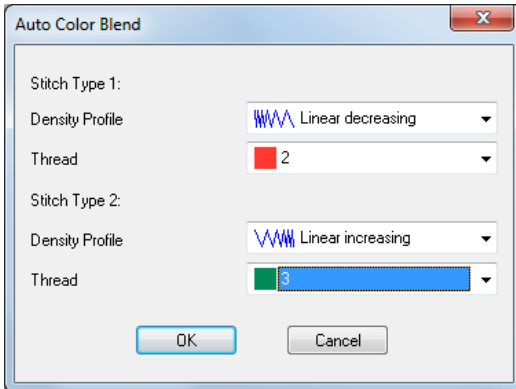 Auto Color Blend
Stitch Type 1:
Density Profile Linear decreasing
Thread 2
Stitch Type 2:
Density Profile Linear increasing
Thread 3
OK Cancel